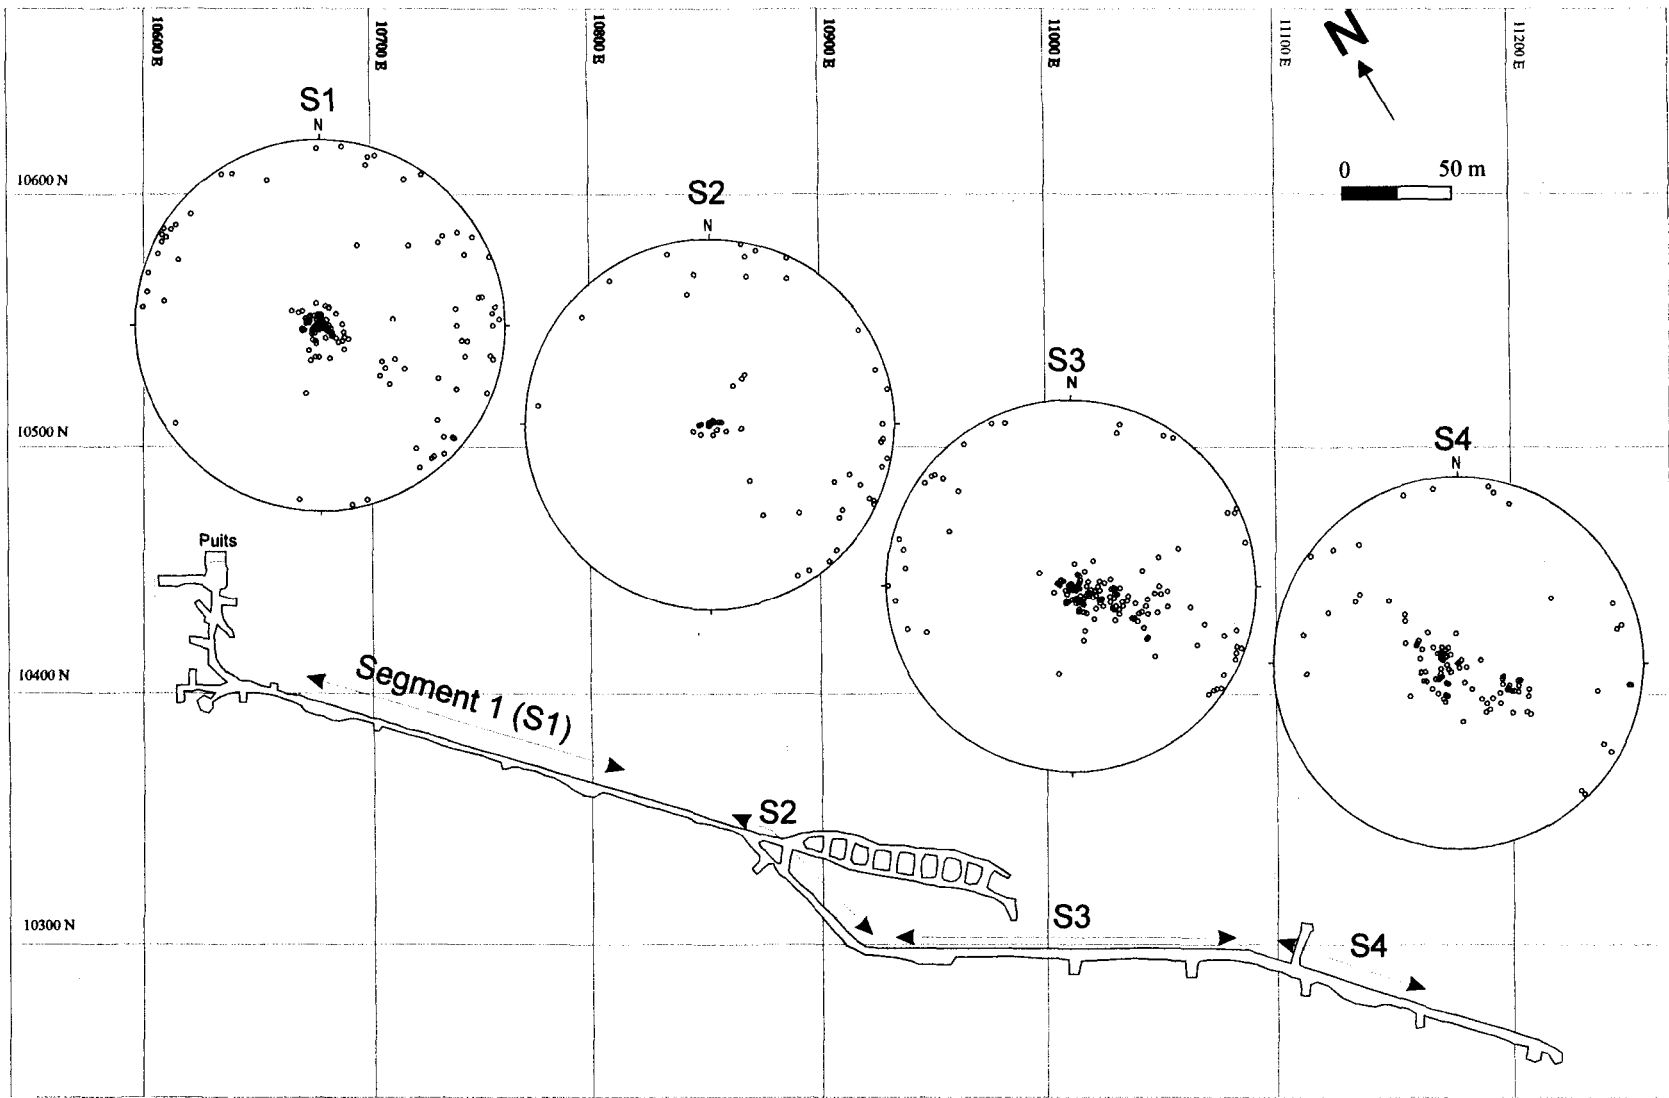 10600 E
10700 E
10800 E
10900 E
11000 E
11100 E
11200 E
N
S1
N
0 50 m
10600 N
S2
N
S3
N
10500 N
S4
N
Puits
10400 N
Segment 1 (S1)
S2
10300 N
S3
S4